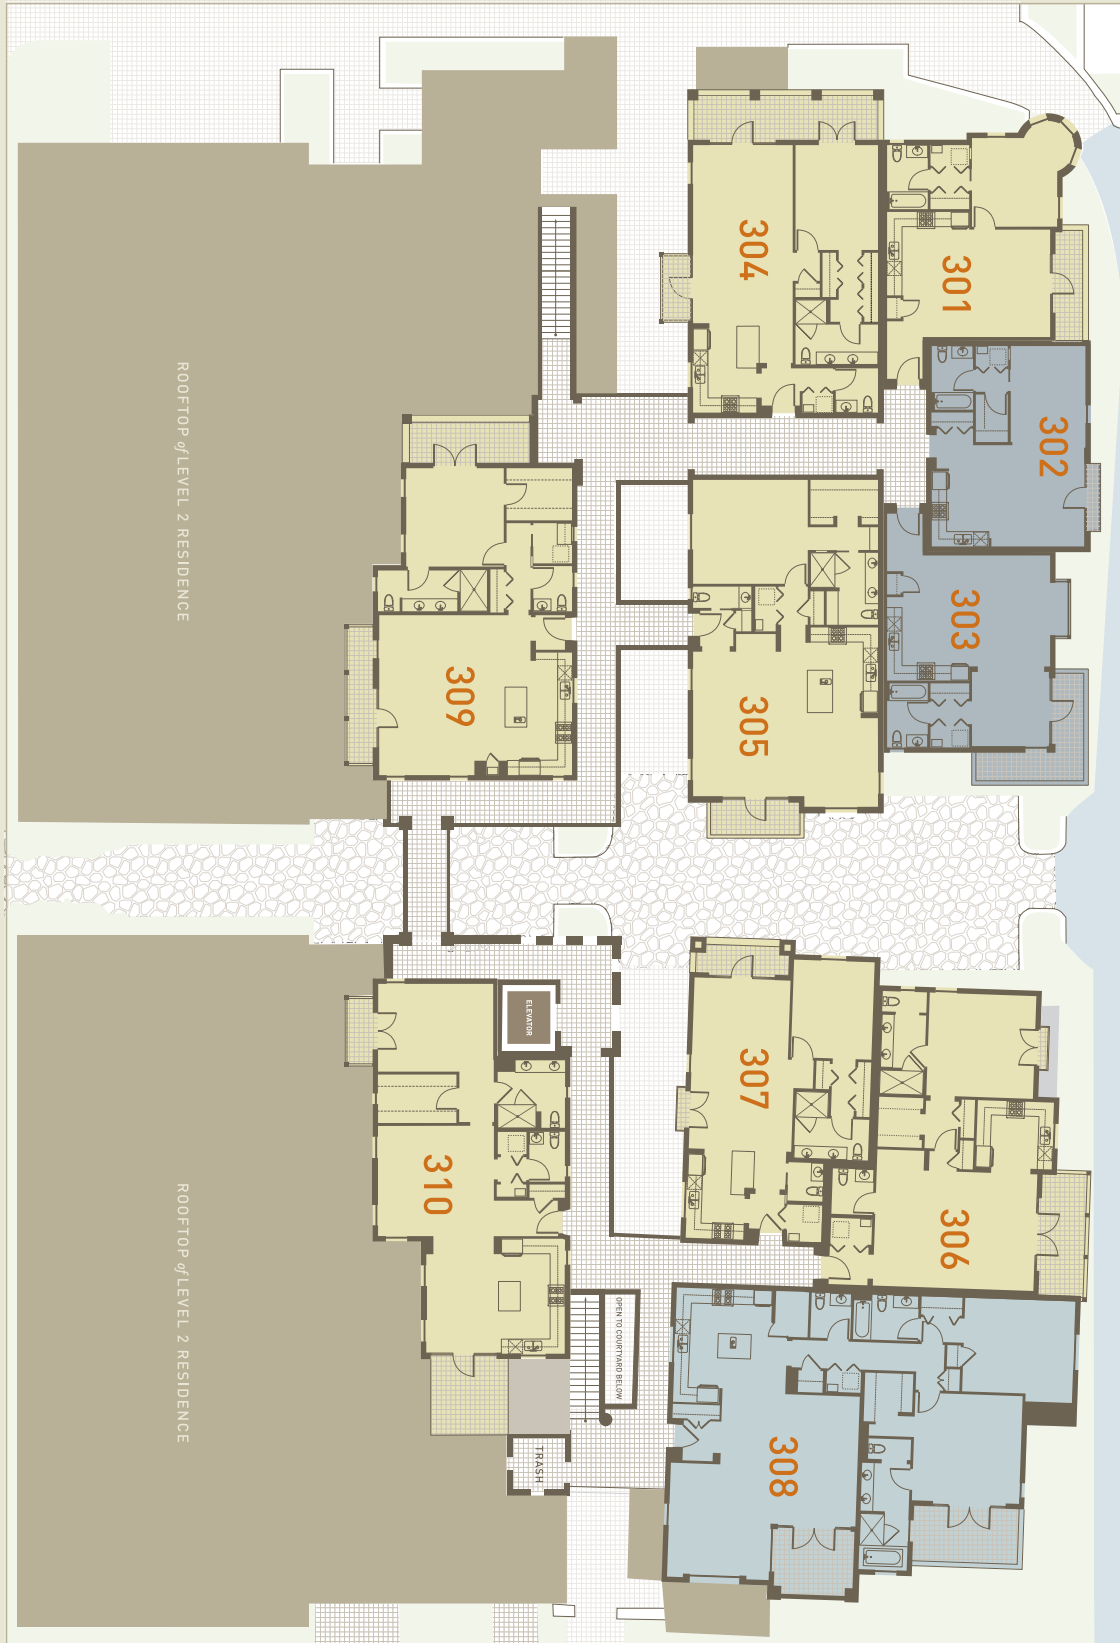 304
301
302
ROOFTOP of LEVEL 2 RESIDENCE
303
309
305
ELEVATOR
307
310
306
ROOFTOP of LEVEL 2 RESIDENCE
OPEN TO COURTYARD BELOW
308
TRASH